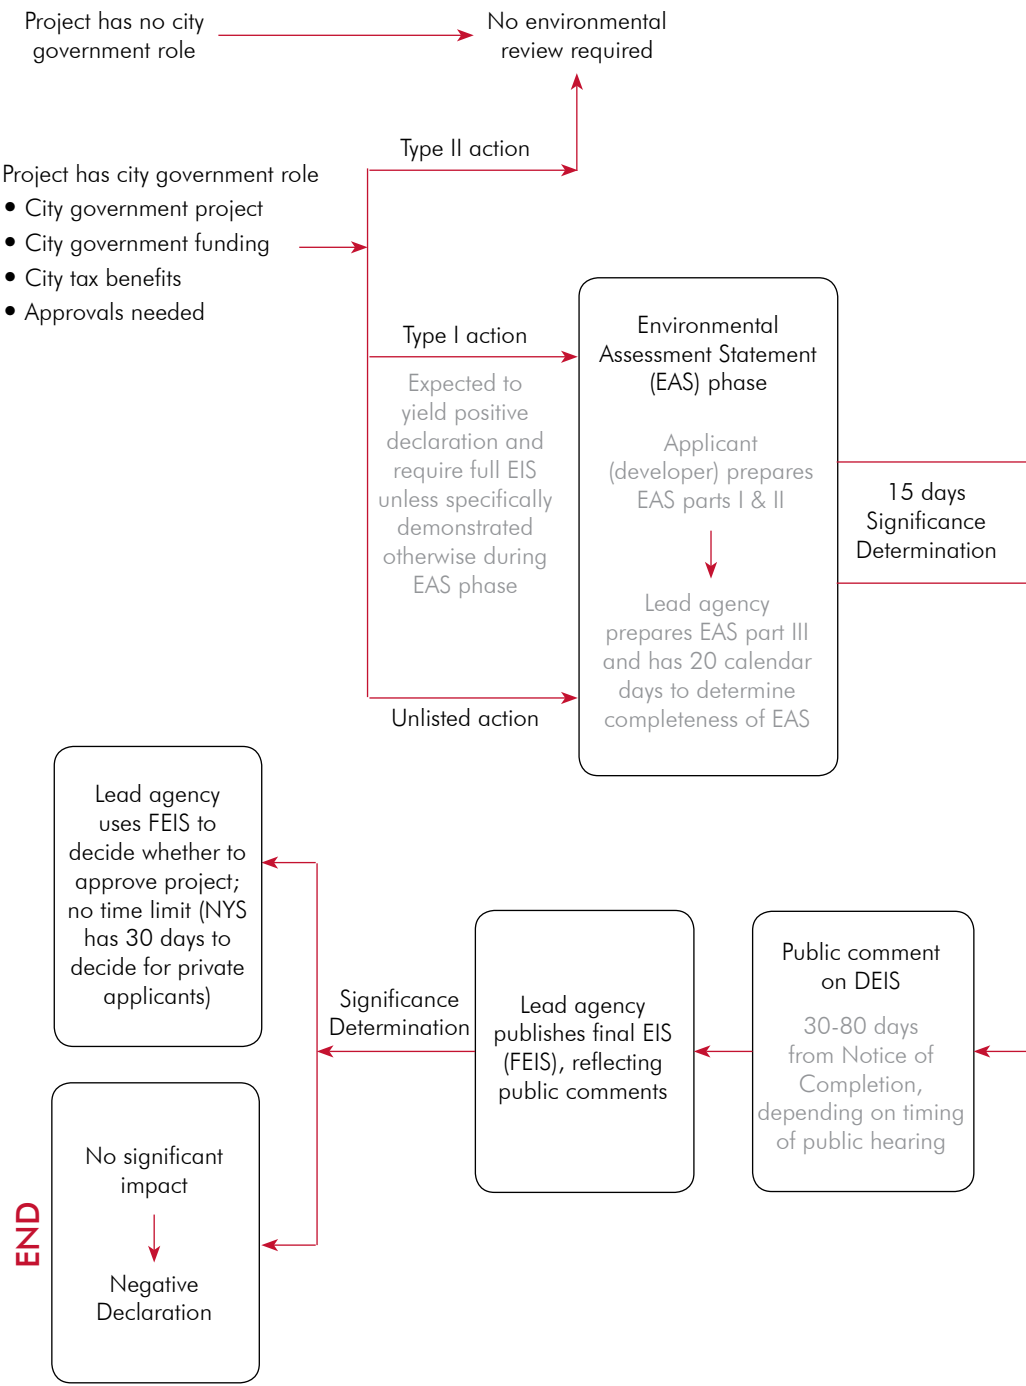 Project has no city
government role
No environmental
review required
Type II action
Project has city government role
• City government project
• City government funding
• City tax benefits
• Approvals needed
Type I action
Expected to
yield positive
declaration and
require full EIS
unless specifically
demonstrated
otherwise during
EAS phase
Unlisted action
Environmental
Assessment Statement
(EAS) phase
Applicant
(developer) prepares
EAS parts I & II
Lead agency
prepares EAS part III
and has 20 calendar
days to determine
completeness of EAS
15 days
Significance
Determination
Public comment
on DEIS
30-80 days
from Notice of
Completion,
depending on timing
of public hearing
Lead agency
publishes final EIS
(FEIS), reflecting
public comments
Significance
Determination
Lead agency
uses FEIS to
decide whether to
approve project;
no time limit (NYS
has 30 days to
decide for private
applicants)
No significant
impact
Negative
Declaration
END